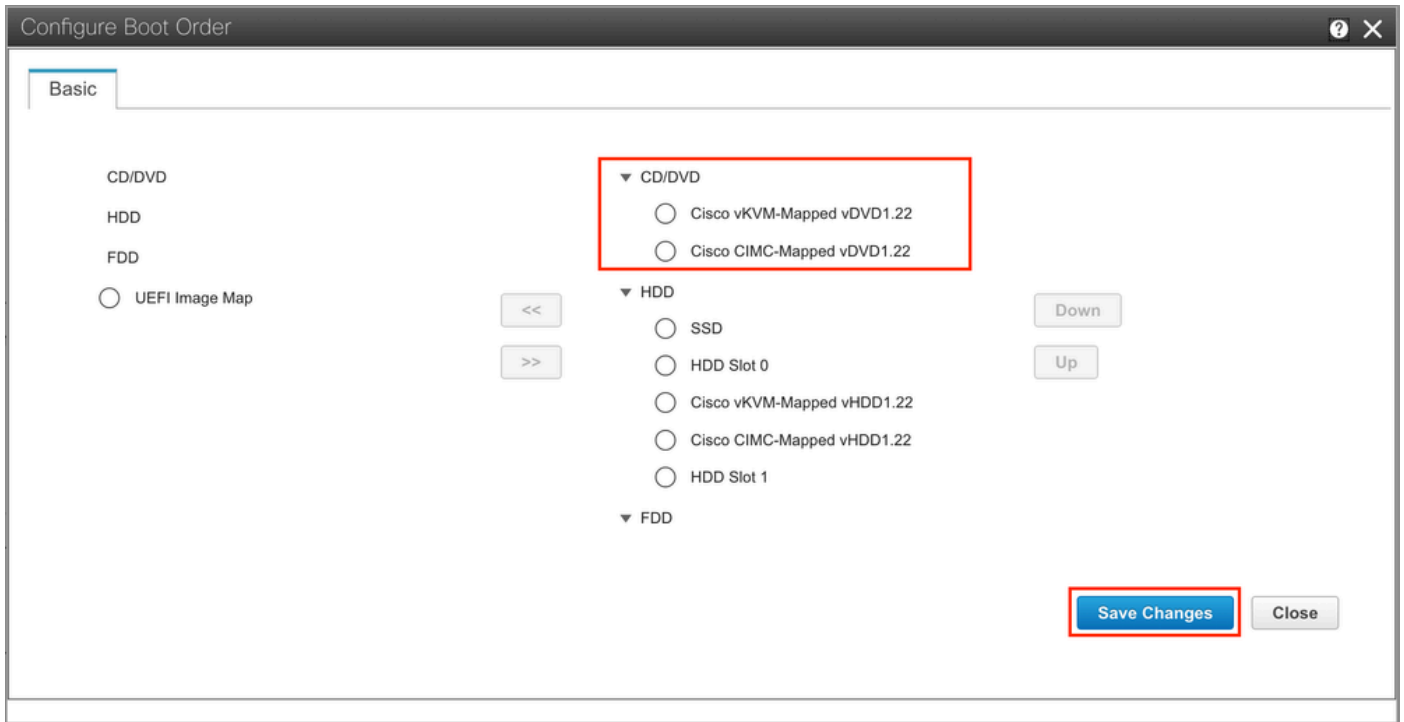 Configure Boot Order
Basic
CD/DVD
HDD
FDD
UEFI Image Map
<<
>>
CD/DVD
Cisco vKVM-Mapped vDVD1.22
Cisco CIMC-Mapped vDVD1.22
HDD
SSD
HDD Slot 0
Cisco vKVM-Mapped vHDD1.22
Cisco CIMC-Mapped vHDD1.22
HDD Slot 1
FDD
Down
Up
Save Changes
Close